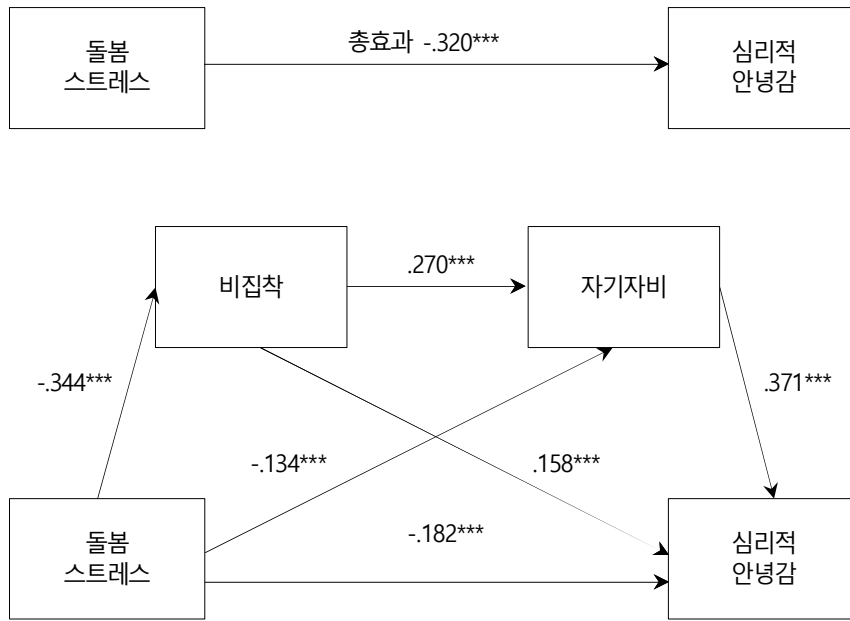 돌봄
스트레스
총효과 -.320***
심리적
안녕감
비집착
.270***
자기자비
-.344***
.371***
-.134***
.158***
돌봄
스트레스
-.182***
심리적
안녕감